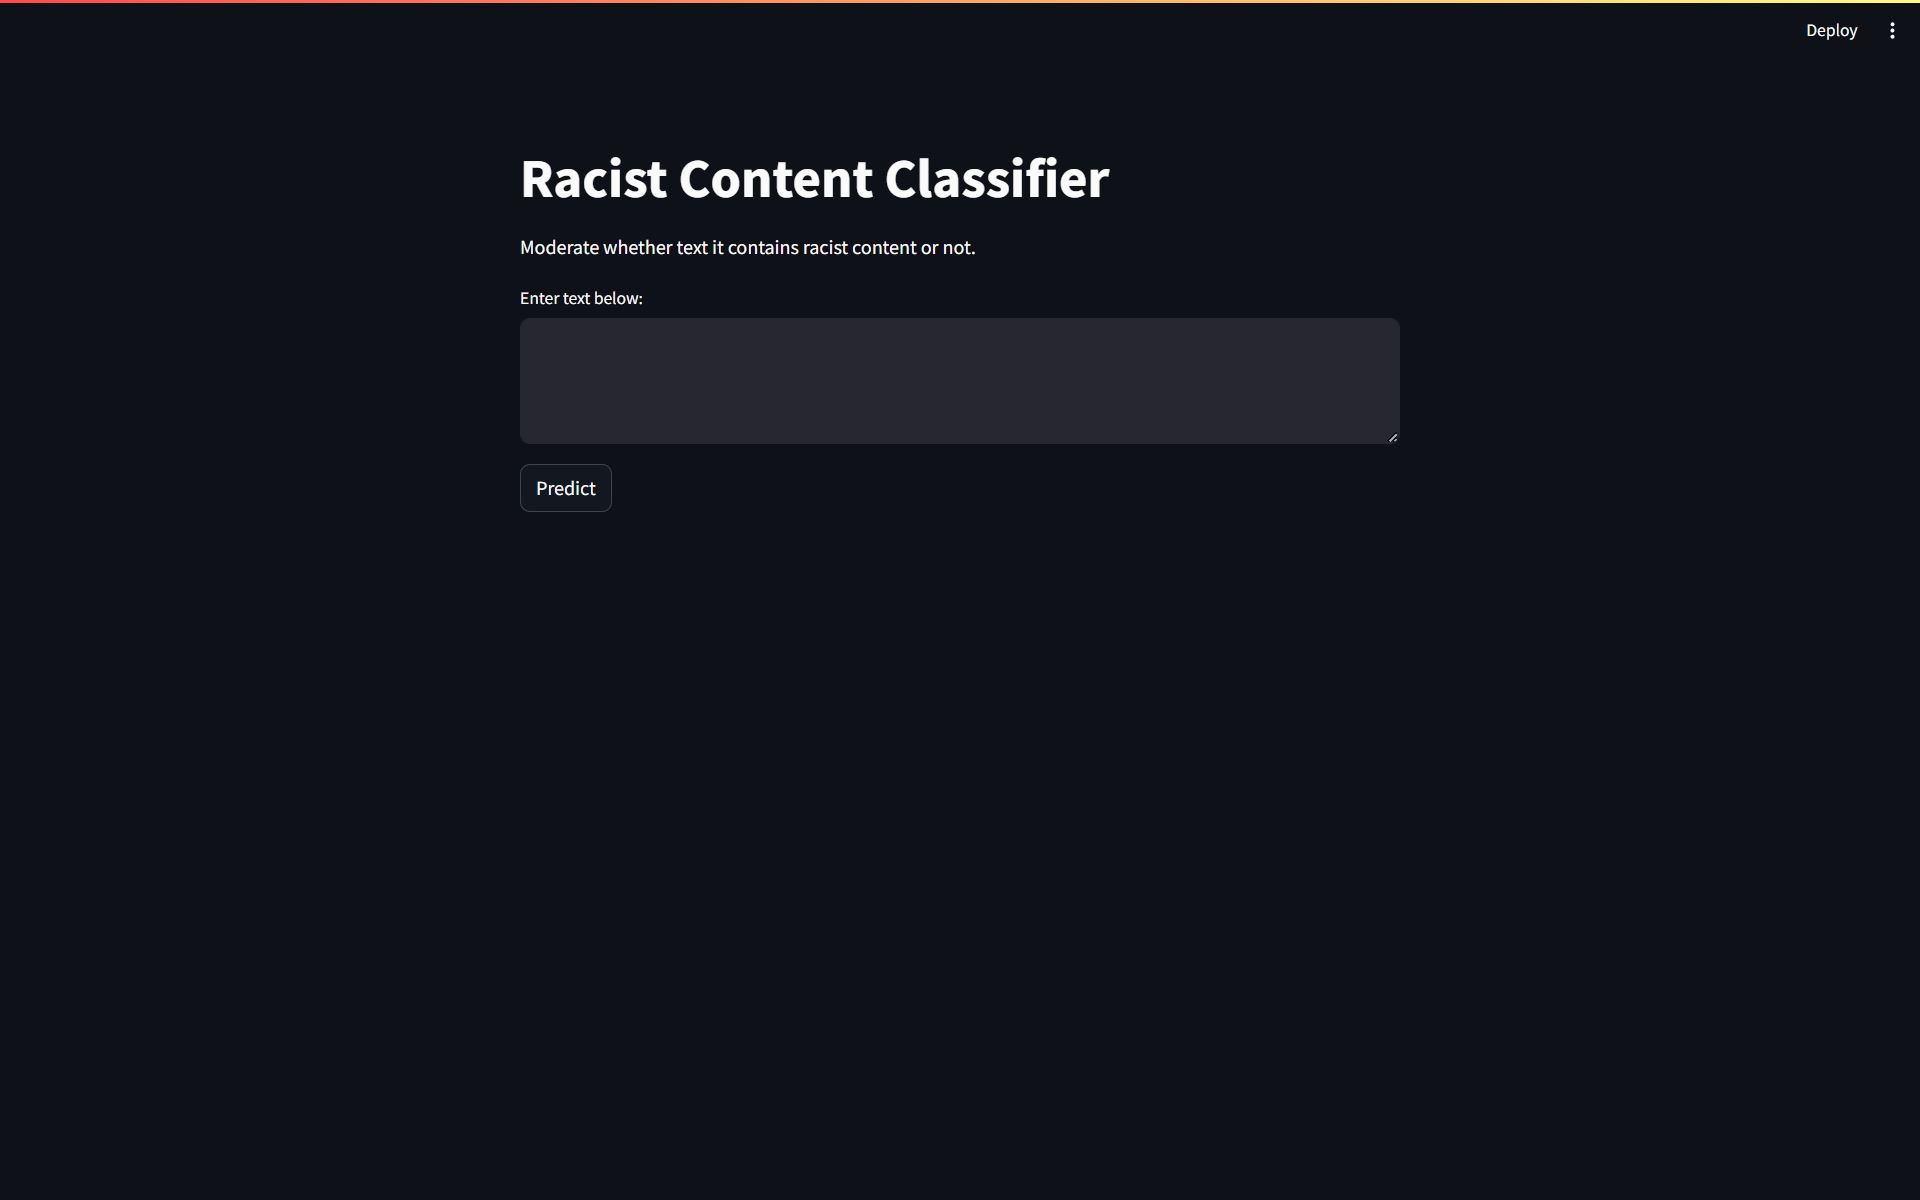 Deploy
Racist Content Classifier
Moderate whether text it contains racist content or not.
Enter text below:
Predict